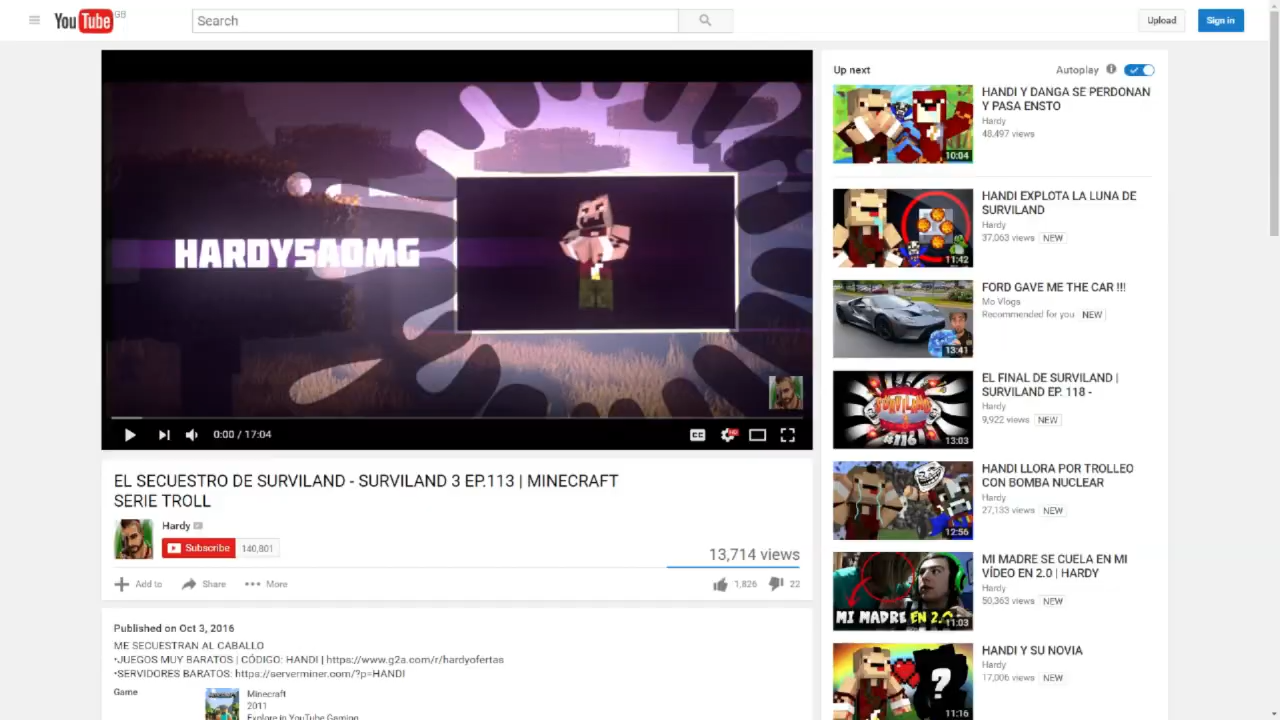 YouTube GB
Search
Upload
Sign in
HARDYSAOMG
0:00 / 17:04
CC
HD
EL SECUESTRO DE SURVILAND - SURVILAND 3 EP.113 | MINECRAFT
SERIE TROLL
Hardy
Subscribe 140,801
13,714 views
Add to
Share
More
1,826
22
Published on Oct 3, 2016
ME SECUESTRAN AL CABALLO
•JUEGOS MUY BARATOS | CÓDIGO: HANDI | https://www.g2a.com/r/hardyofertas
•SERVIDORES BARATOS: https://serverminer.com/?p=HANDI
Game
Minecraft
2011
Explore in YouTube Gaming
Up next
Autoplay
10:04
HANDI Y DANGA SE PERDONAN
Y PASA ENSTO
Hardy
48,497 views
11:42
HANDI EXPLOTA LA LUNA DE
SURVILAND
Hardy
37,063 views NEW
13:41
FORD GAVE ME THE CAR !!!
Mo Vlogs
Recommended for you NEW
SURVILAND
3
#116
13:03
EL FINAL DE SURVILAND |
SURVILAND EP. 118 -
Hardy
9,922 views NEW
12:56
HANDI LLORA POR TROLLEO
CON BOMBA NUCLEAR
Hardy
27,133 views NEW
MI MADRE EN 2.0
11:03
MI MADRE SE CUELA EN MI
VÍDEO EN 2.0 | HARDY
Hardy
50,363 views NEW
?
11:16
HANDI Y SU NOVIA
Hardy
17,006 views NEW